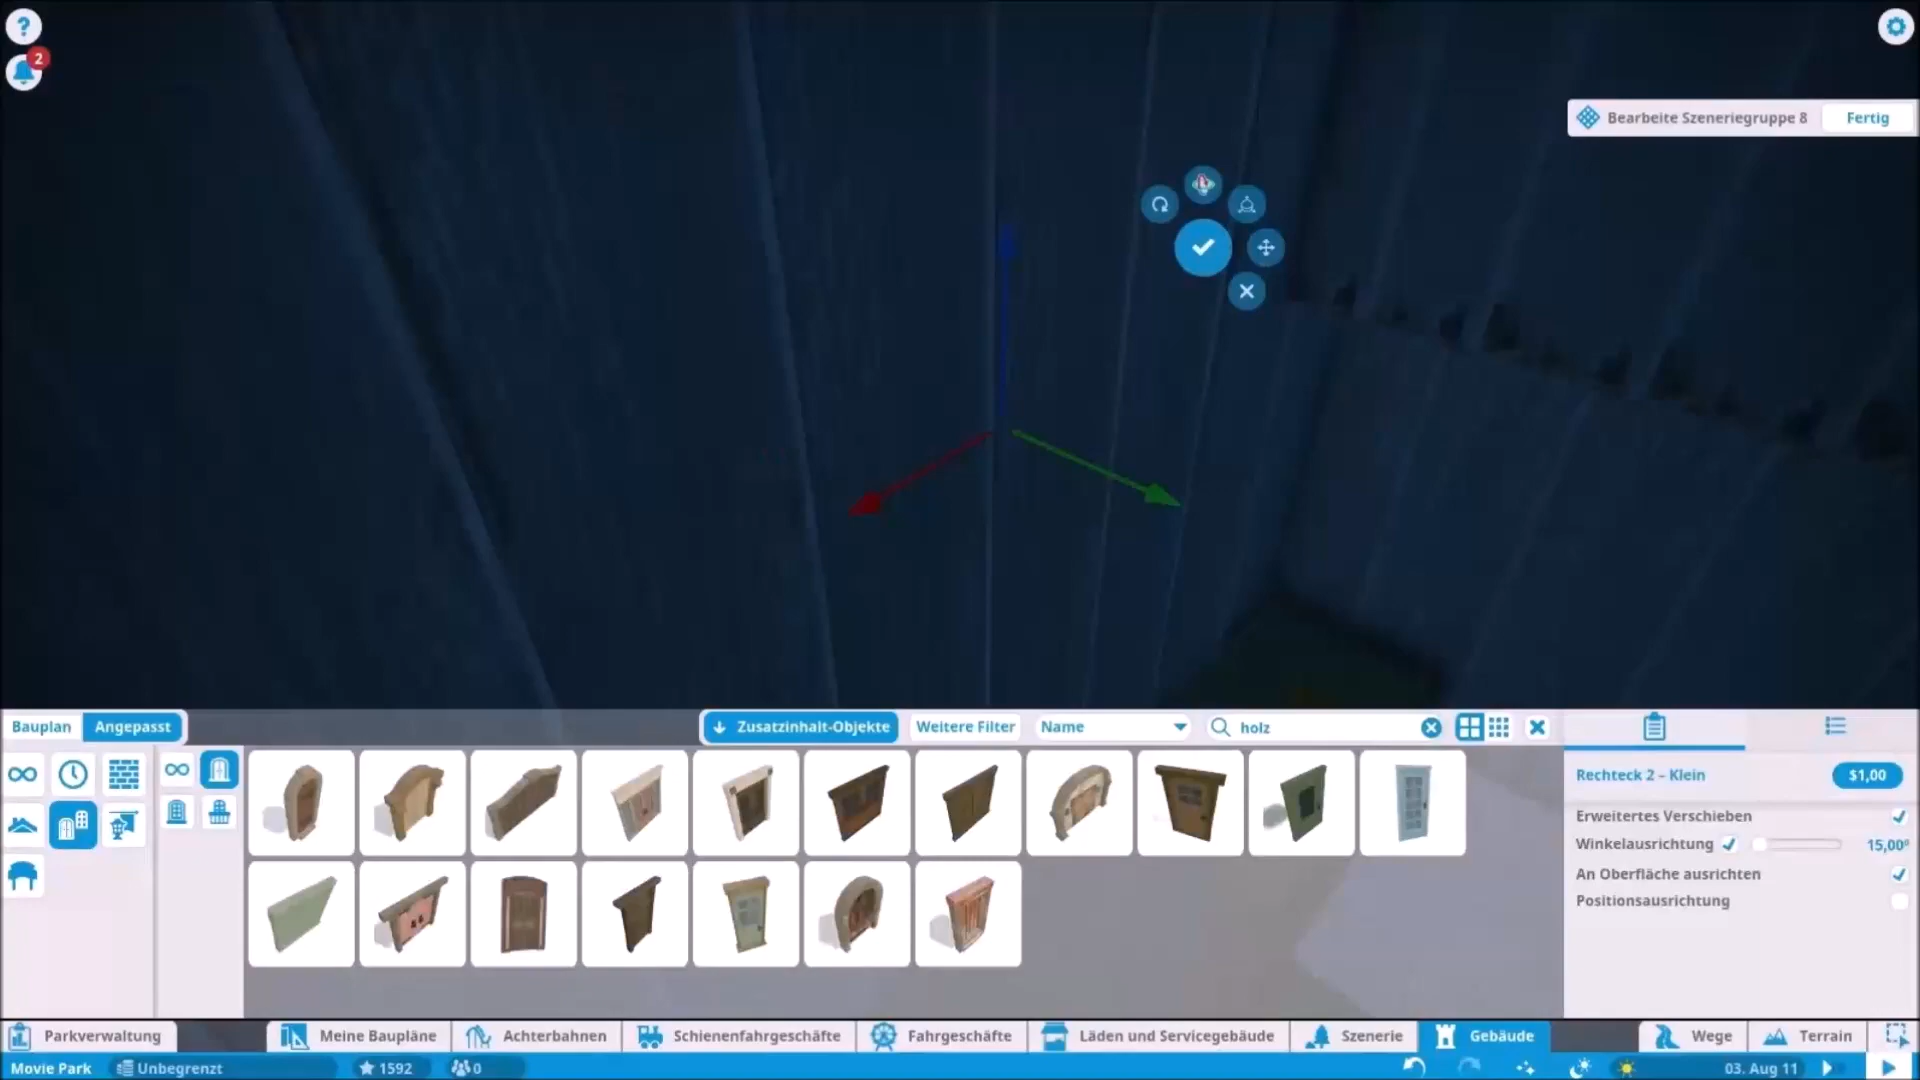 ?
2
Bearbeite Szeneriegruppe 8 Fertig
Bauplan Angepasst Zusatzinhalt-Objekte Weitere Filter Name holz
Rechteck 2 – Klein $1,00
Erweitertes Verschieben
Winkelausrichtung 15,00°
An Oberfläche ausrichten
Positionsausrichtung
Parkverwaltung Meine Baupläne Achterbahnen Schienenfahrgeschäfte Fahrgeschäfte Läden und Servicegebäude Szenerie Gebäude Wege Terrain
Movie Park Unbegrenzt 1592 0 03. Aug 11